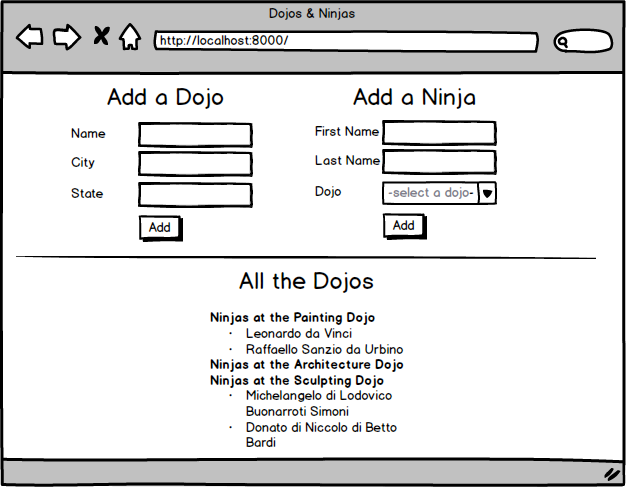 Dojos & Ninjas
http://localhost:8000/
Add a Dojo
Name
City
State
Add
Add a Ninja
First Name
Last Name
Dojo
-select a dojo-
Add
All the Dojos
Ninjas at the Painting Dojo
· Leonardo da Vinci
· Raffaello Sanzio da Urbino
Ninjas at the Architecture Dojo
Ninjas at the Sculpting Dojo
· Michelangelo di Lodovico
Buonarroti Simoni
· Donato di Niccolo di Betto
Bardi